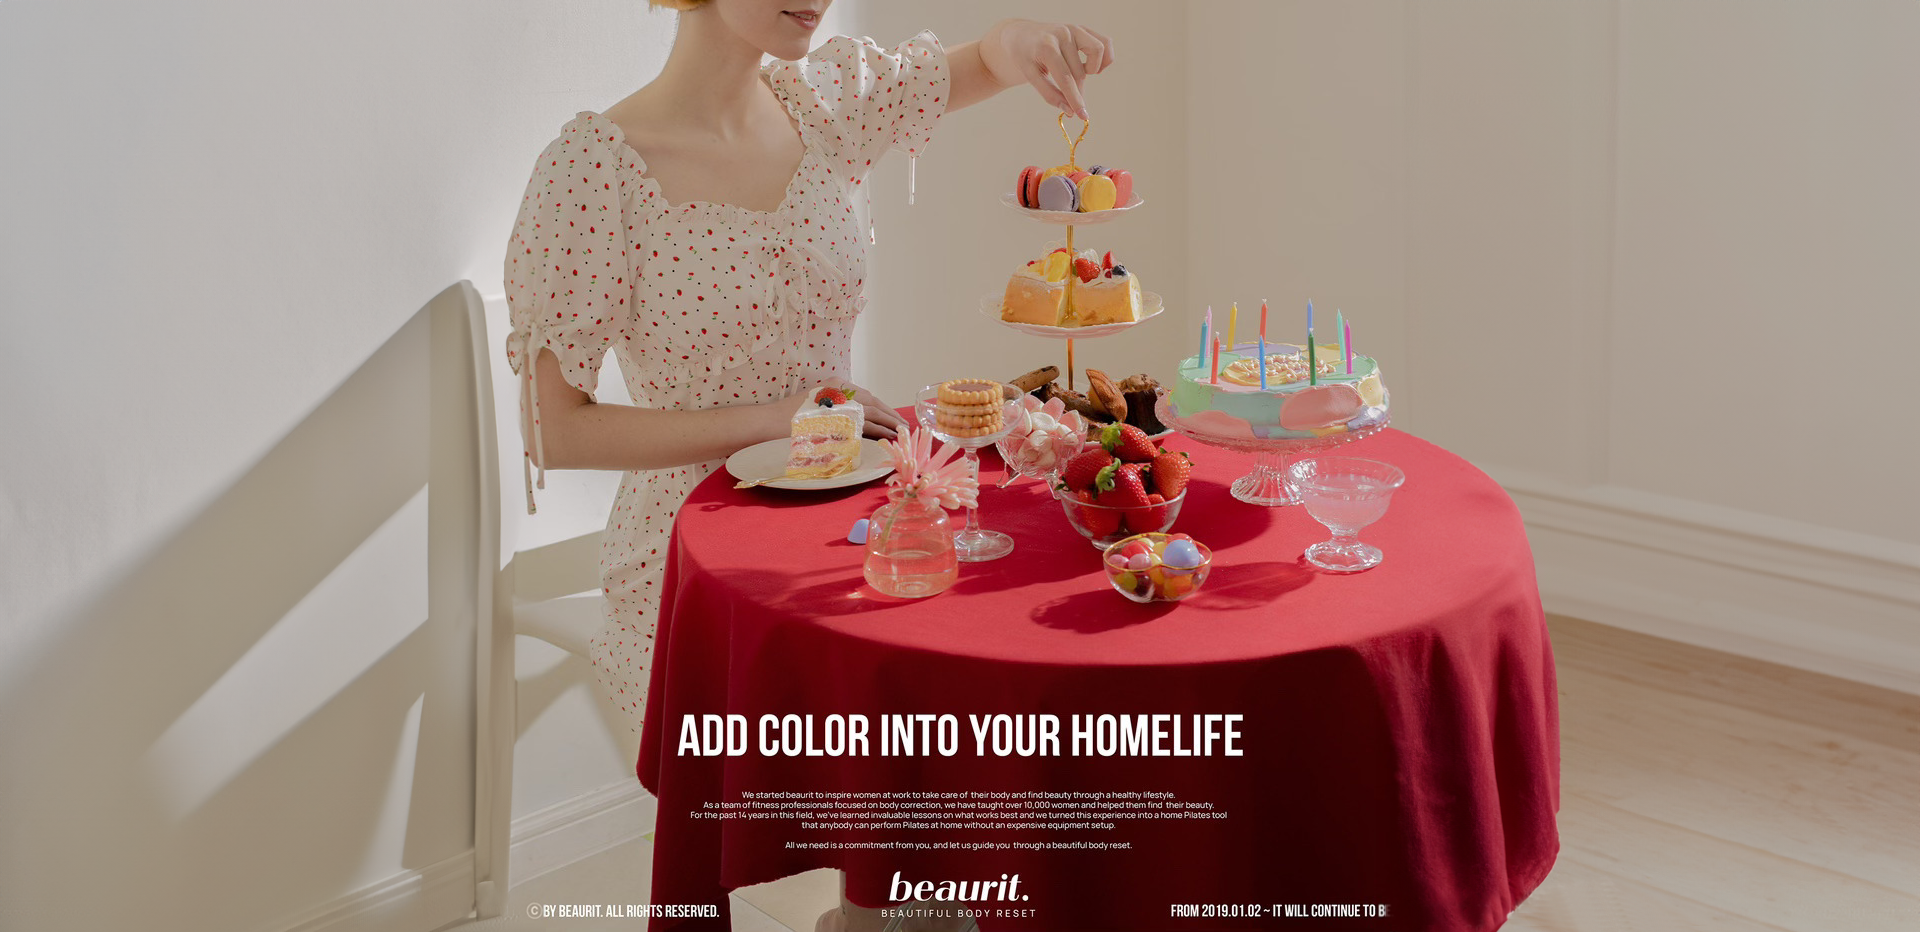 ADD COLOR INTO YOUR HOMELIFE
We started beaurit to inspire women at work to take care of their body and find beauty through a healthy lifestyle.
As a team of fitness professionals focused on body correction, we have taught over 10,000 women and helped them find their beauty.
For the past 14 years in this field, we've learned invaluable lessons on what works best and we turned this experience into a home Pilates tool
that anybody can perform Pilates at home without an expensive equipment setup.
All we need is a commitment from you, and let us guide you through a beautiful body reset.
beaurit.
BEAUTIFUL BODY RESET
©BY BEAURIT. ALL RIGHTS RESERVED.
FROM 2019.01.02 ~ IT WILL CONTINUE TO B